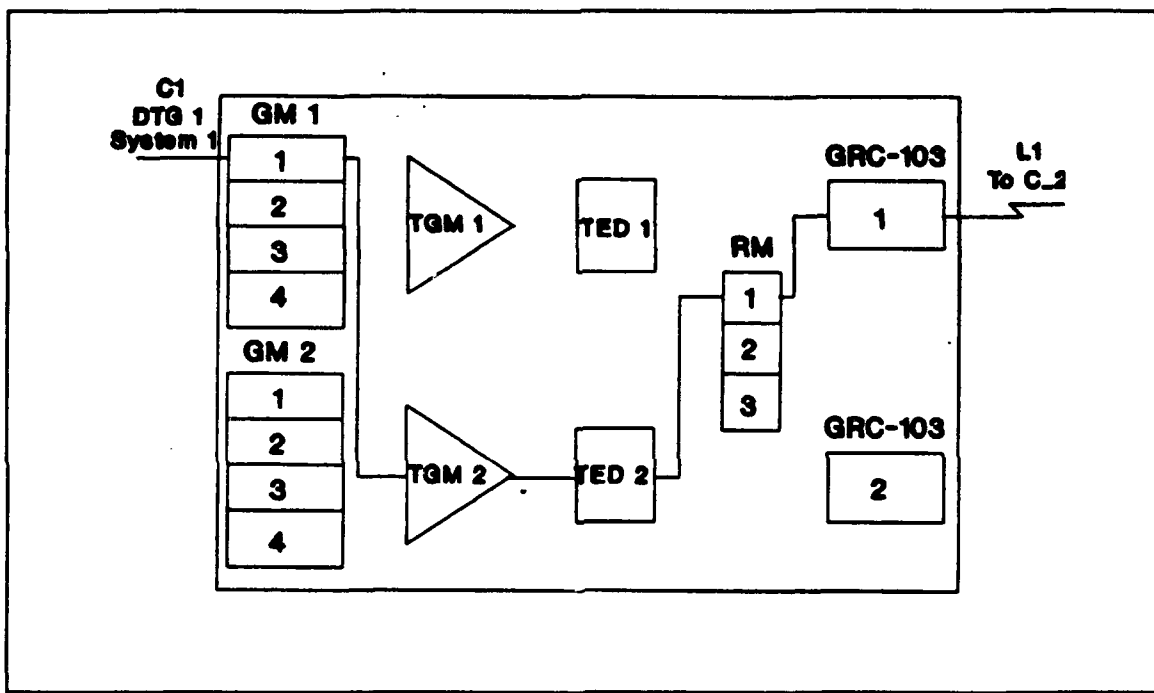 C1
DTG 1
System 1
GM 1
1
2
3
4
GM 2
1
2
3
4
TGM 1
TGM 2
TED 1
TED 2
RM
1
2
3
GRC-103
1
GRC-103
2
L1
To C_2